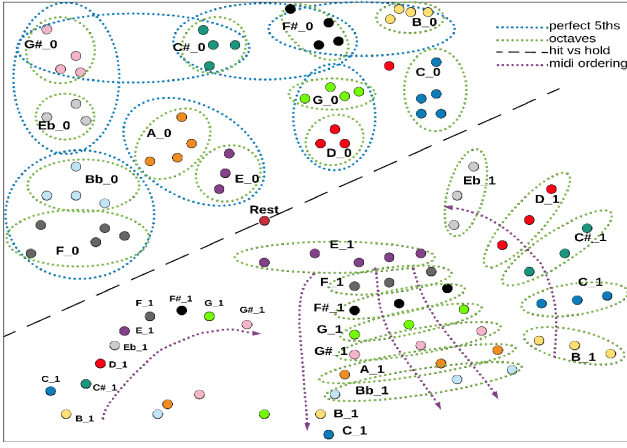 G#_0
C#_0
F#_0
B_0
perfect 5ths
octaves
hit vs hold
midi ordering
C_0
G_0
Eb_0
A_0
D_0
Bb_0
E_0
F_0
Rest
Eb_1
D_1
C#_1
C_1
B_1
E_1
F_1
F#_1
G_1
G#_1
A_1
Bb_1
B_1
C_1
F_1
F#_1
G_1
G#_1
E_1
Eb_1
D_1
C#_1
C_1
B_1